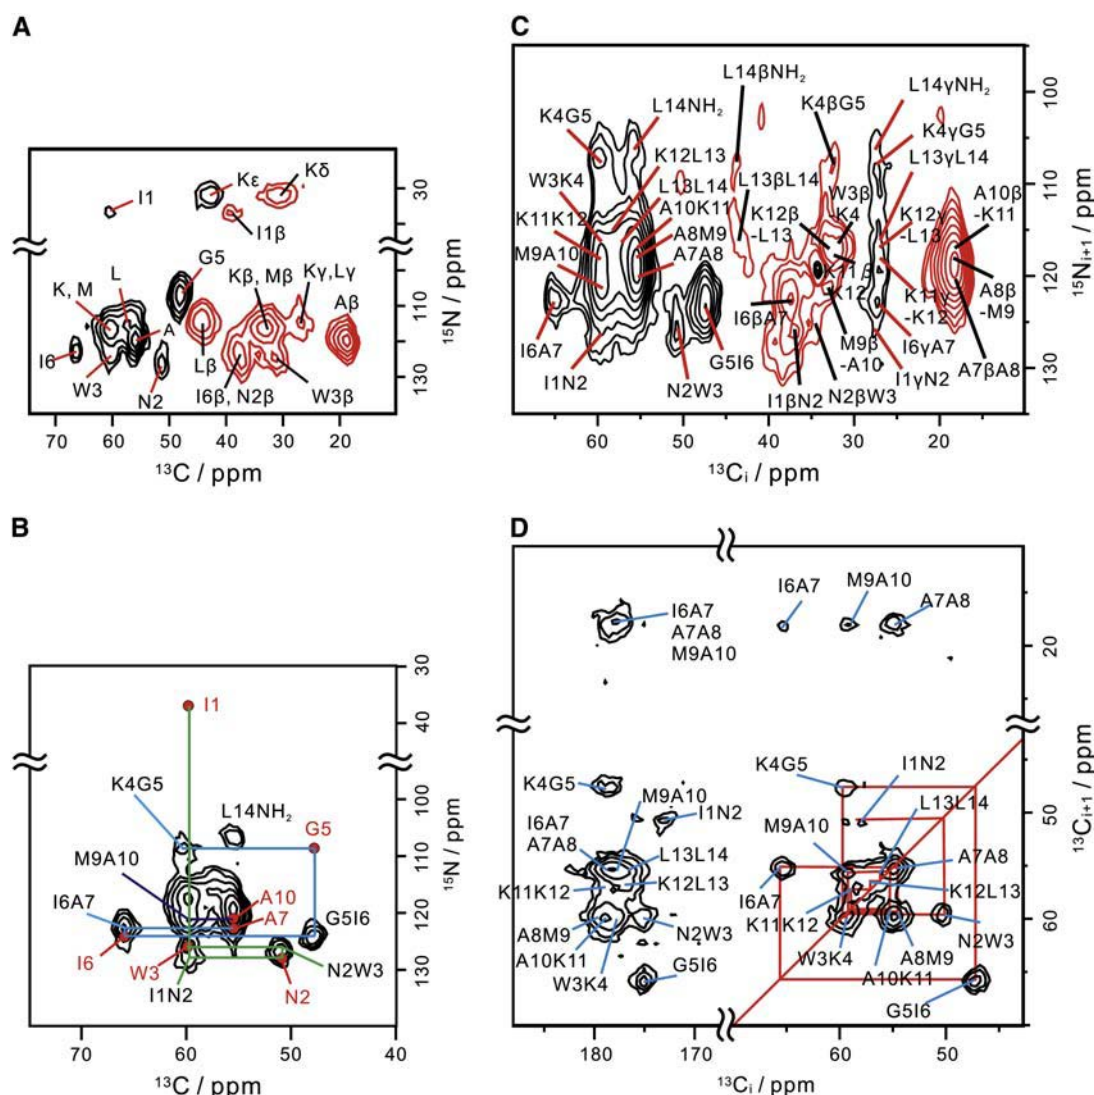 A
I1
Kε
Kδ
I1β
G5
Kβ, Mβ
Kγ, Lγ
K, M
L
Aβ
A
I6
W3
N2
Lβ
I6β, N2β
W3β
30
110
130
¹⁵N / ppm
70 60 50 40 30 20
¹³C / ppm
B
I1
K4G5
L14NH₂
G5
M9A10
A10
A7
I6A7
G5I6
I6
W3
N2W3
I1N2
N2
30
40
100
110
120
130
¹⁵N / ppm
70 60 50 40
¹³C / ppm
C
L14βNH₂
L14γNH₂
K4G5
L14NH₂
K4βG5
K4γG5
K12L13
L13γL14
W3K4
L13L14
L13βL14
W3β
-K4
A10β
-K11
K11K12
A10K11
K12β
-L13
K12γ
-L13
M9A10
A8M9
A7A8
K11β
K12
A8β
-M9
I6A7
I6βA7
K11γ
-K12
G5I6
M9β
-A10
I6γA7
I1N2
N2W3
I1βN2
N2βW3
I1γN2
A7βA8
100
110
120
130
¹⁵Nᵢ₊₁ / ppm
60 50 40 30 20
¹³Cᵢ / ppm
D
I6A7
A7A8
M9A10
I6A7
M9A10
A7A8
K4G5
M9A10
I1N2
I6A7
A7A8
L13L14
K11K12
K12L13
A8M9
N2W3
A10K11
W3K4
G5I6
K4G5
I1N2
L13L14
M9A10
A7A8
I6A7
K11K12
K12L13
N2W3
W3K4
A8M9
A10K11
G5I6
20
50
60
¹³Cᵢ₊₁ / ppm
180 170 60 50
¹³Cᵢ / ppm